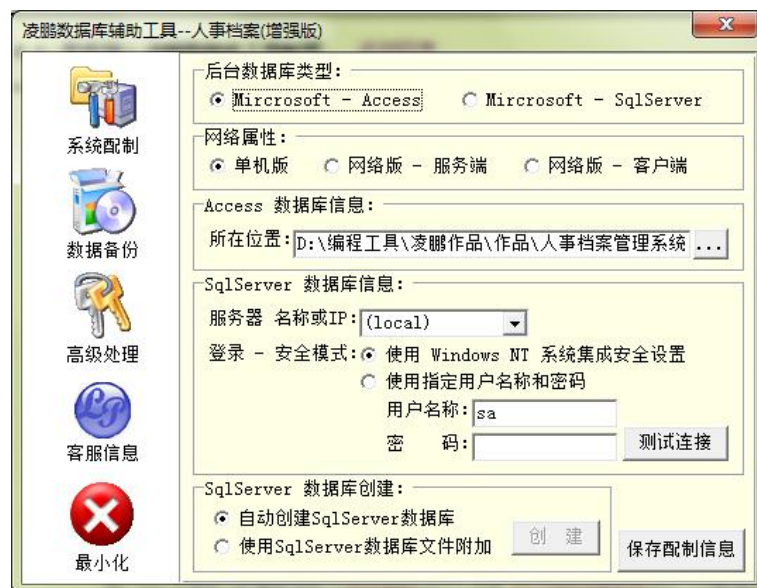 凌鹏数据库辅助工具--人事档案(增强版)
系统配制
数据备份
高级处理
LP
客服信息
最小化
后台数据库类型:
Mircrosoft - Access
Mircrosoft - SqlServer
网络属性:
单机版
网络版 - 服务端
网络版 - 客户端
Access 数据库信息:
所在位置:
D:\编程工具\凌鹏作品\作品\人事档案管理系统
...
SqlServer 数据库信息:
服务器 名称或IP:
(local)
登录 - 安全模式:
使用 Windows NT 系统集成安全设置
使用指定用户名称和密码
用户名称:
sa
密 码:
测试连接
SqlServer 数据库创建:
自动创建SqlServer数据库
使用SqlServer数据库文件附加
创 建
保存配制信息